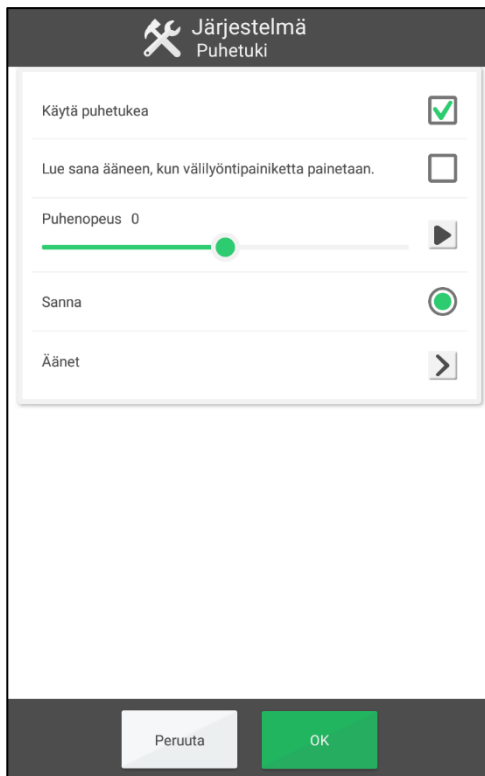 Järjestelmä
Puhetuki
Käytä puhetukea
Lue sana ääneen, kun välilyöntipainiketta painetaan.
Puhenopeus 0
Sanna
Äänet
Peruuta
OK